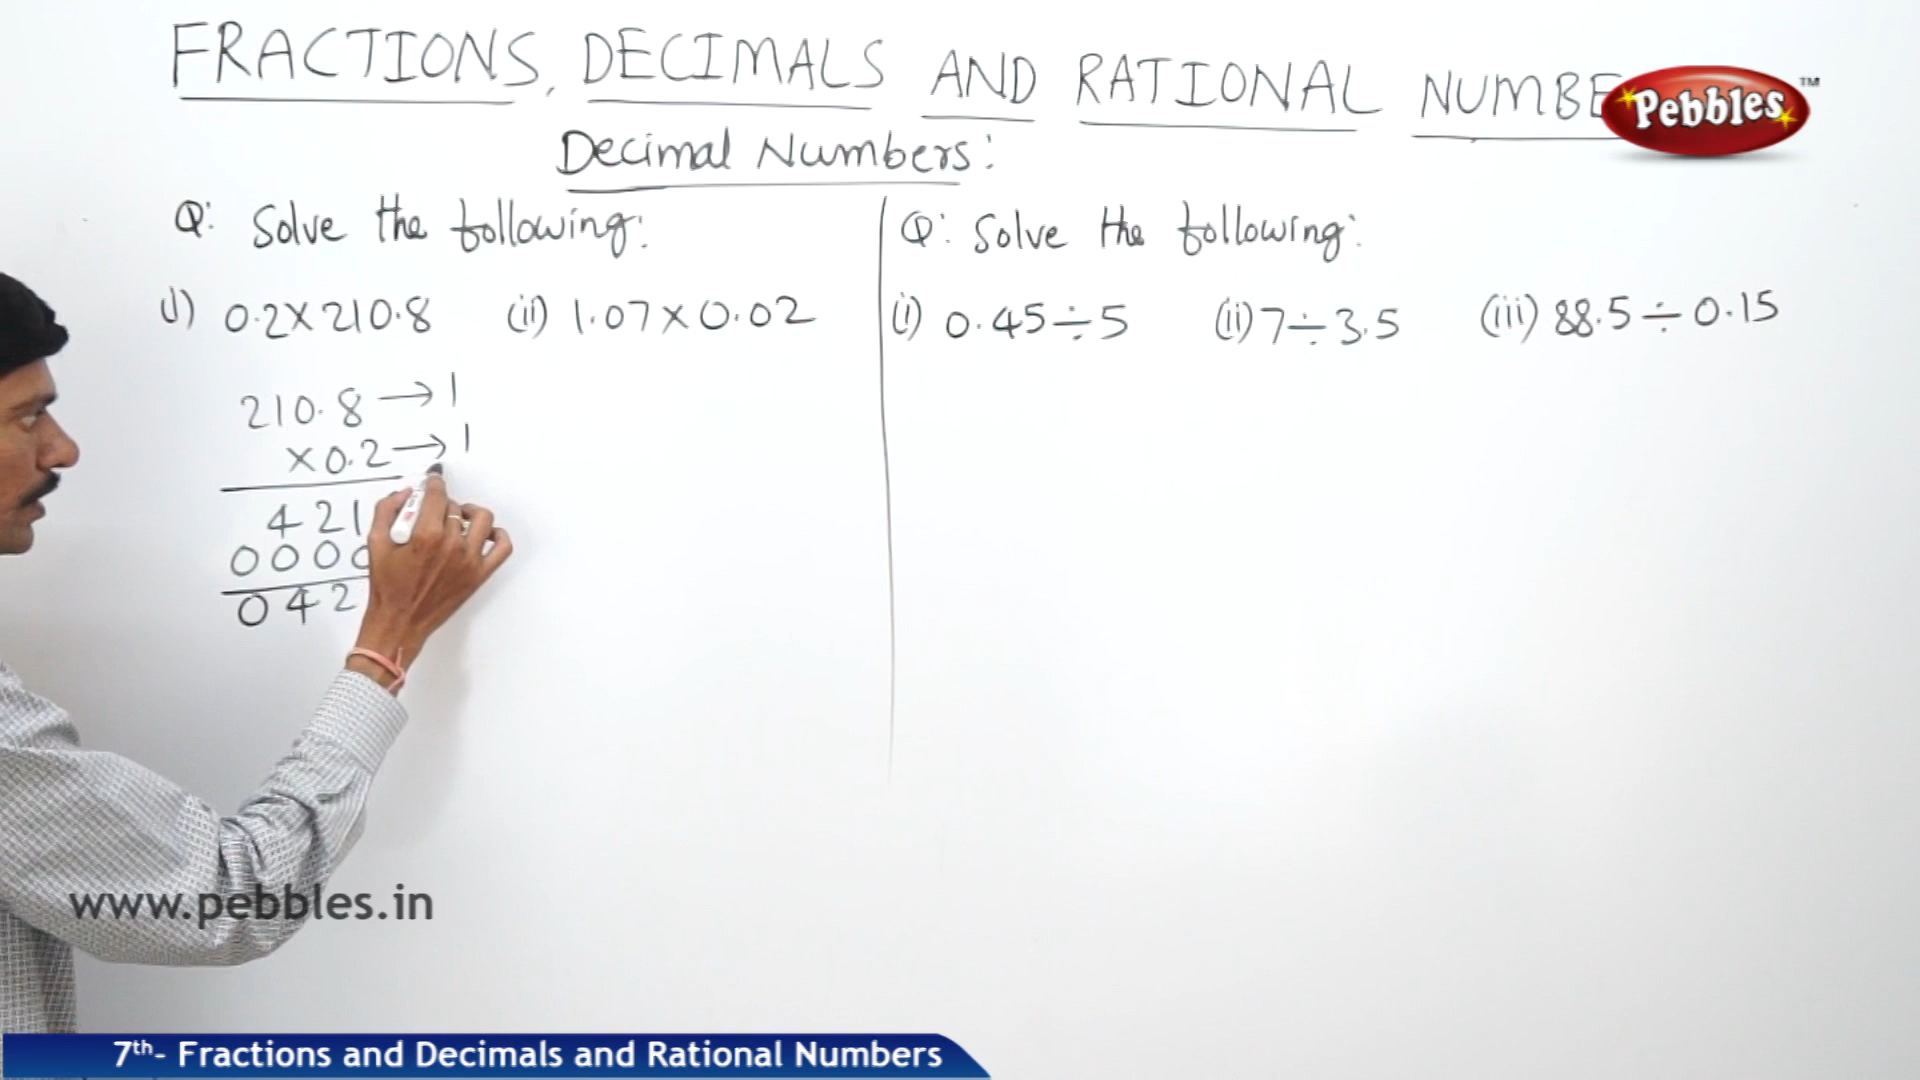 FRACTIONS, DECIMALS AND RATIONAL NUMBE
Pebbles™
Decimal Numbers:
Q: Solve the following:
(i) 0.2×210.8 (ii) 1.07×0.02
210.8 → 1
×0.2 → 1
421
000
042
Q: Solve the following:
(i) 0.45÷5 (ii) 7÷3.5 (iii) 88.5÷0.15
www.pebbles.in
7th- Fractions and Decimals and Rational Numbers